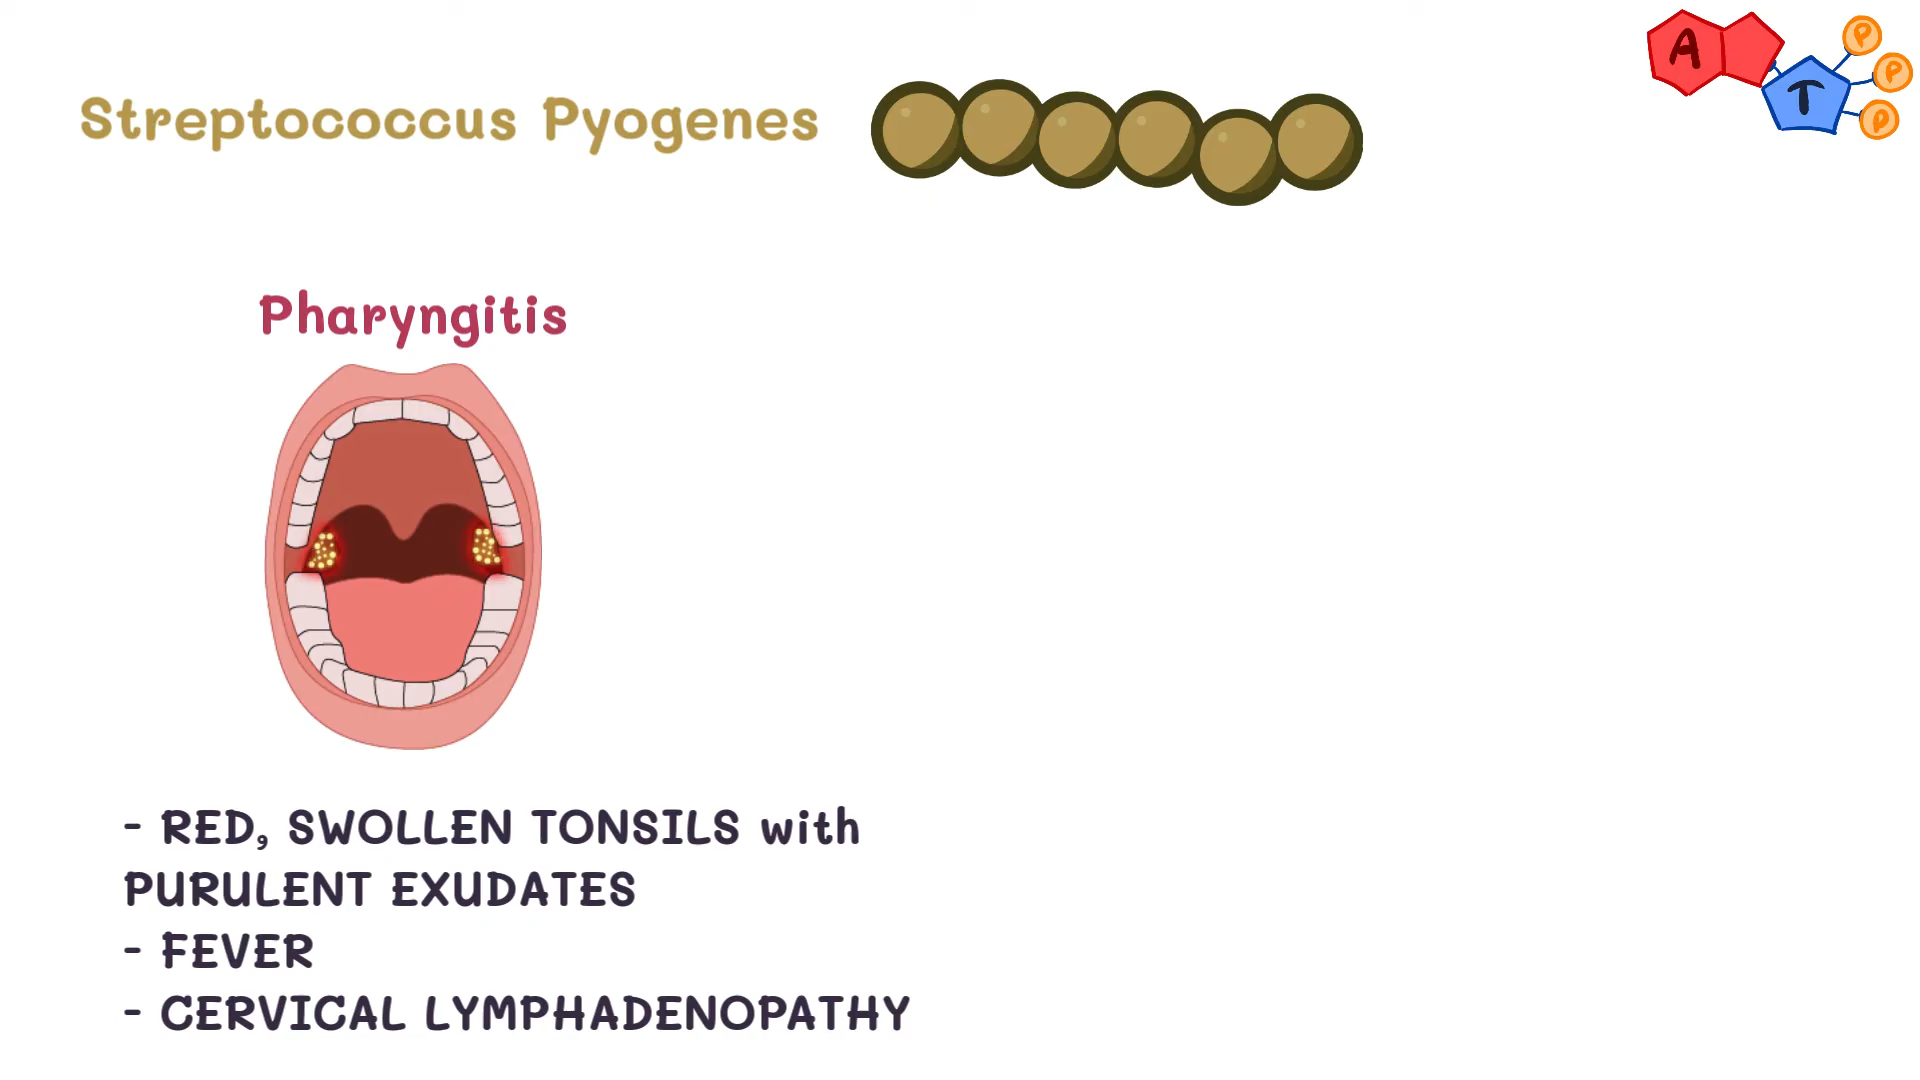 Streptococcus Pyogenes
A
T
P
P
P
Pharyngitis
- RED, SWOLLEN TONSILS with
PURULENT EXUDATES
- FEVER
- CERVICAL LYMPHADENOPATHY